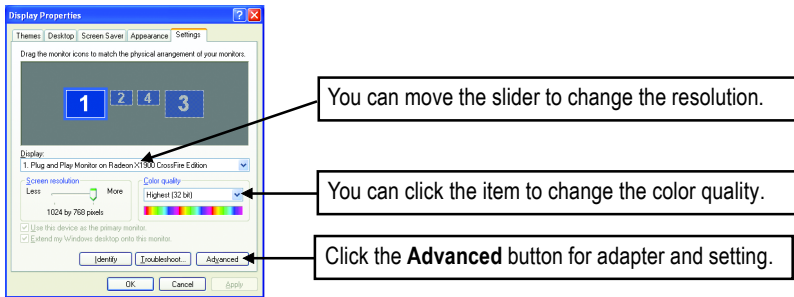 Display Properties
Themes Desktop Screen Saver Appearance Settings
Drag the monitor icons to match the physical arrangement of your monitors.
1 2 4 3
You can move the slider to change the resolution.
Display:
1. Plug and Play Monitor on Radeon X1900 CrossFire Edition
Screen resolution
Less More
1024 by 768 pixels
Color quality
Highest (32 bit)
You can click the item to change the color quality.
Use this device as the primary monitor.
Extend my Windows desktop onto this monitor.
Identify Troubleshoot... Advanced
Click the Advanced button for adapter and setting.
OK Cancel Apply